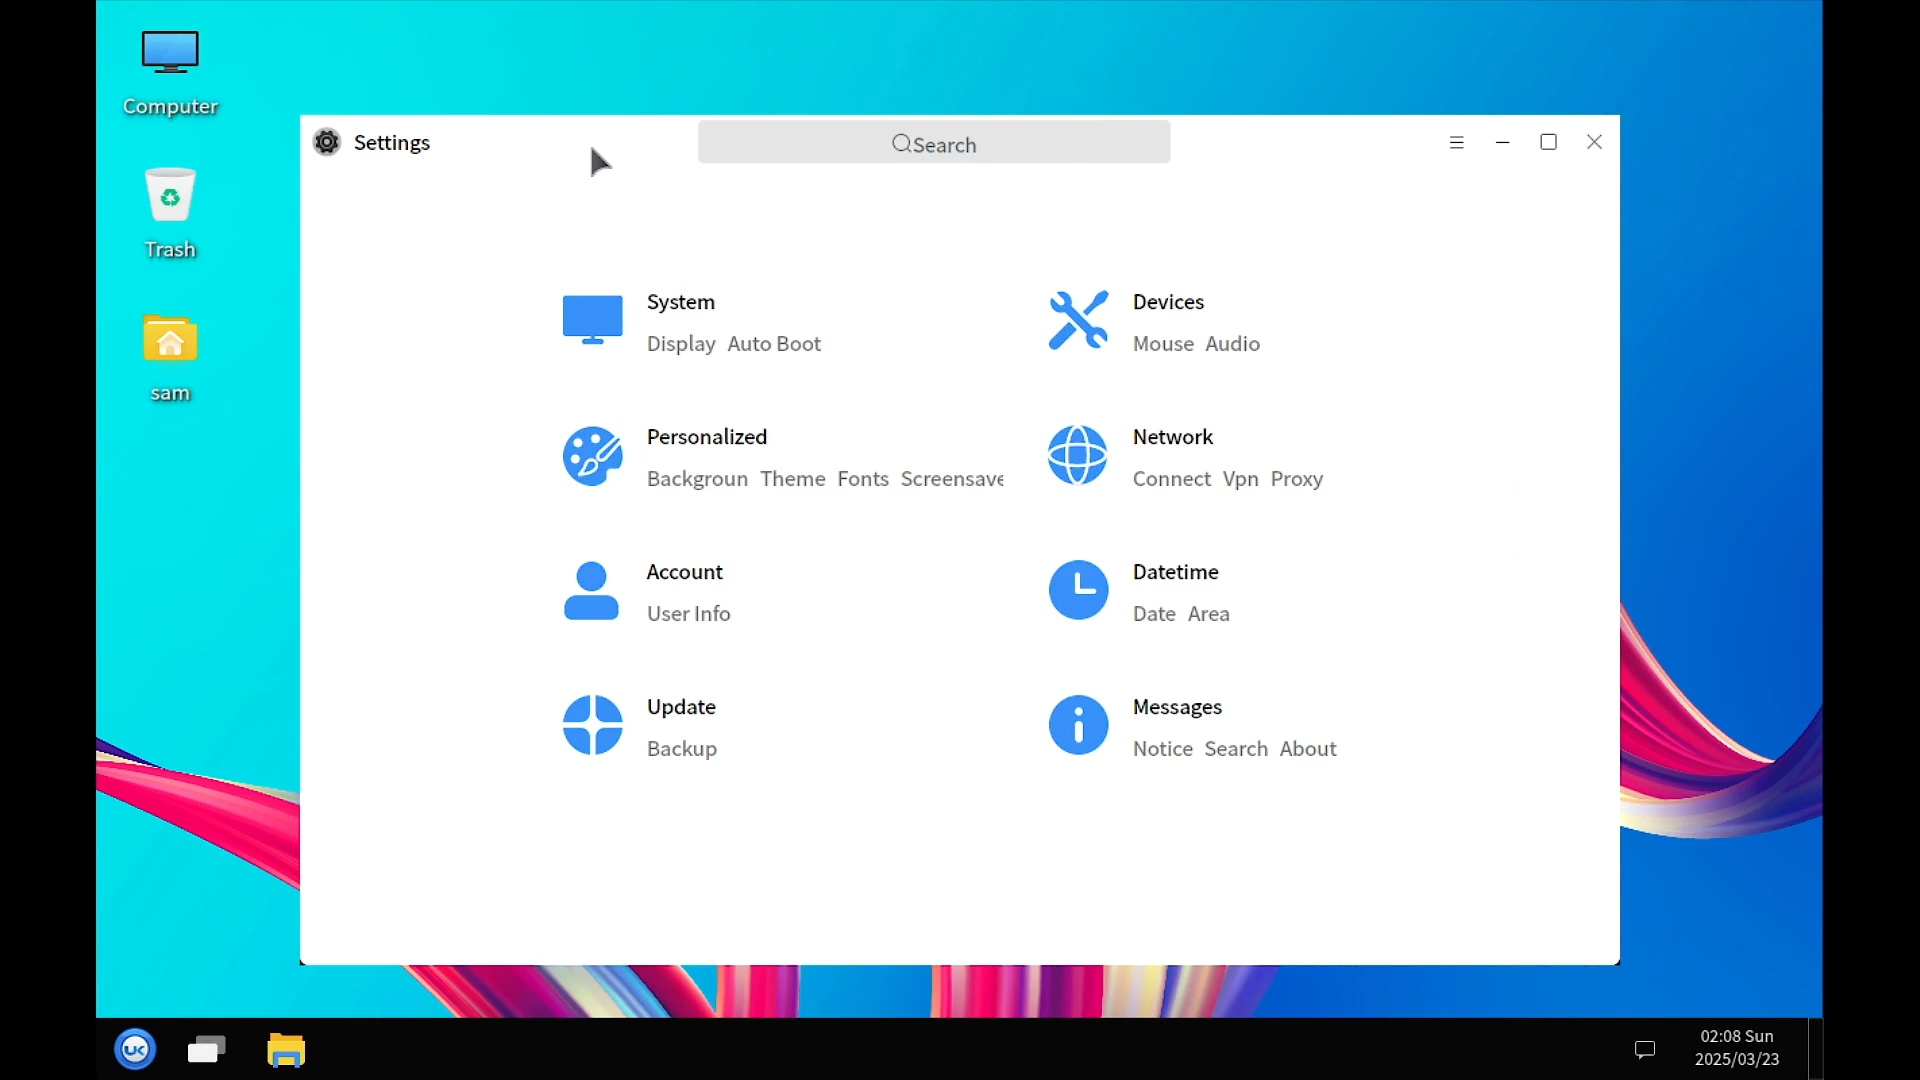 Computer
Trash
sam
Settings
Search
System
Display Auto Boot
Devices
Mouse Audio
Personalized
Backgroun Theme Fonts Screensave
Network
Connect Vpn Proxy
Account
User Info
Datetime
Date Area
Update
Backup
Messages
Notice Search About
UK
02:08 Sun
2025/03/23